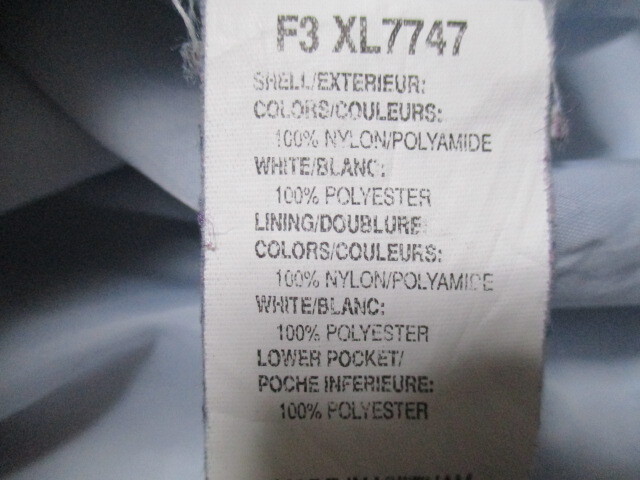 F3 XL7747
SHELL/EXTERIEUR:
COLORS/COULEURS:
100% NYLON/POLYAMIDE
WHITE/BLANC:
100% POLYESTER
LINING/DOUBLURE
COLORS/COULEURS:
100% NYLON/POLYAMIDE
WHITE/BLANC:
100% POLYESTER
LOWER POCKET/
POCHE INFERIEURE:
100% POLYESTER